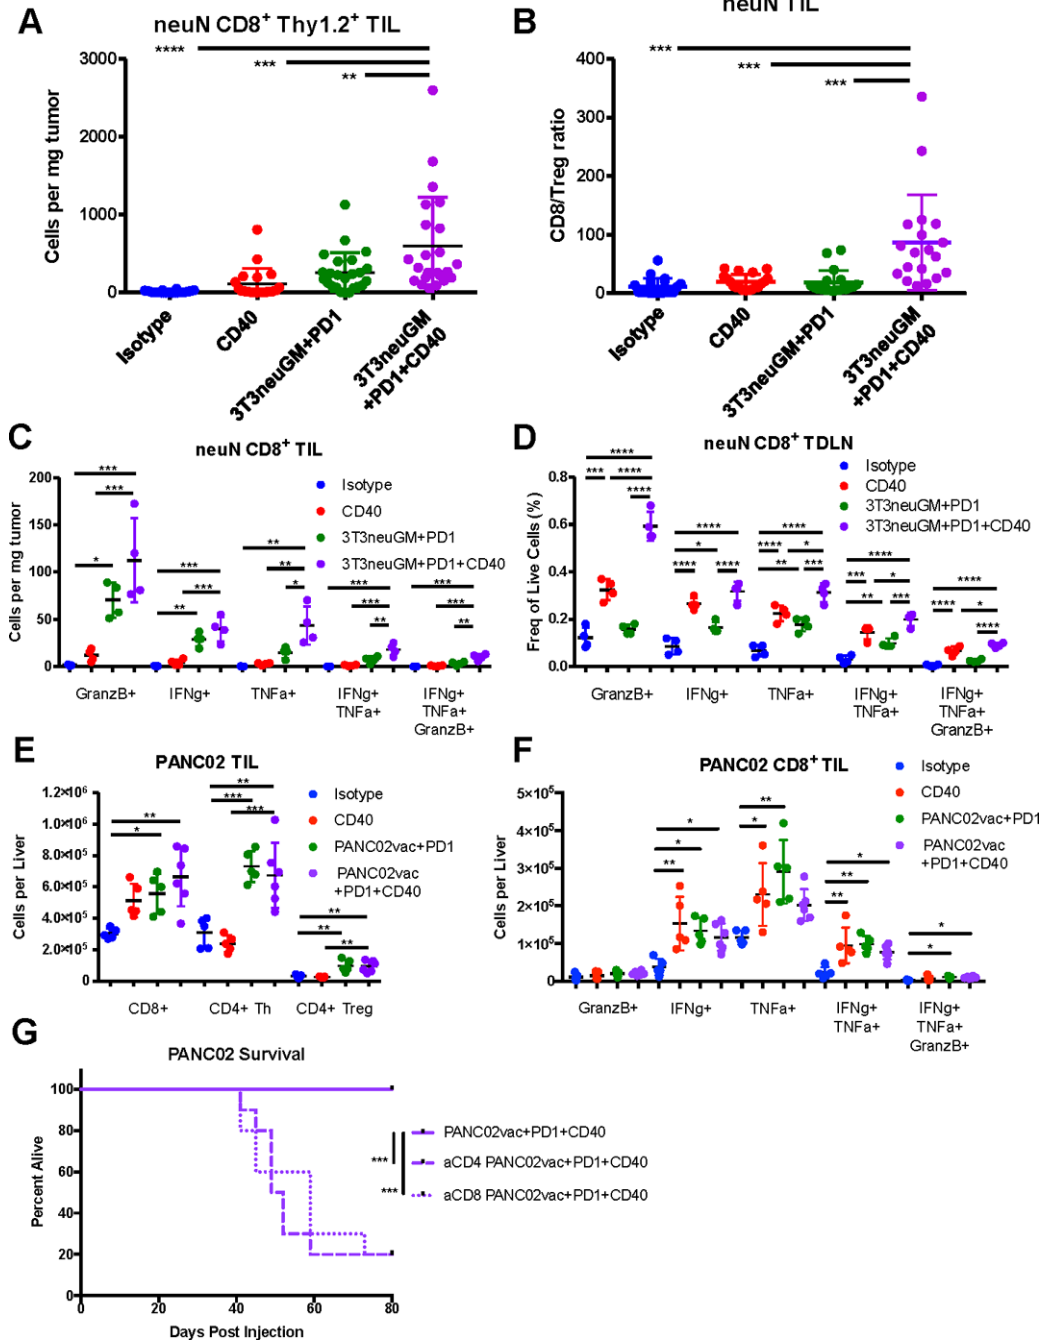 A
neuN CD8+ Thy1.2+ TIL
****
***
**
Cells per mg tumor
3000
2000
1000
0
Isotype
CD40
3T3neuGM+PD1
3T3neuGM
+PD1+CD40
B
neuN TIL
***
***
***
CD8/Treg ratio
400
300
200
100
0
Isotype
CD40
3T3neuGM+PD1
3T3neuGM
+PD1+CD40
C
neuN CD8+ TIL
Cells per mg tumor
200
150
100
50
0
Isotype
CD40
3T3neuGM+PD1
3T3neuGM+PD1+CD40
***
***
*
***
***
**
**
**
*
***
***
**
***
***
**
GranzB+
IFNg+
TNFa+
IFNg+
TNFa+
IFNg+
TNFa+
GranzB+
D
neuN CD8+ TDLN
Freq of Live Cells (%)
0.8
0.6
0.4
0.2
0.0
Isotype
CD40
3T3neuGM+PD1
3T3neuGM+PD1+CD40
****
*** ****
****
****
*
**** ****
****
**** *
** ***
****
*** *
** ***
****
**** *
****
GranzB+
IFNg+
TNFa+
IFNg+
TNFa+
IFNg+
TNFa+
GranzB+
E
PANC02 TIL
Cells per Liver
1.2×10⁶
1.0×10⁶
8.0×10⁵
6.0×10⁵
4.0×10⁵
2.0×10⁵
0
Isotype
CD40
PANC02vac+PD1
PANC02vac
+PD1+CD40
**
*
**
***
***
**
**
**
CD8+
CD4+ Th
CD4+ Treg
F
PANC02 CD8+ TIL
Cells per Liver
5×10⁵
4×10⁵
3×10⁵
2×10⁵
1×10⁵
0
Isotype
CD40
PANC02vac+PD1
PANC02vac
+PD1+CD40
*
*
**
**
*
*
**
**
*
*
GranzB+
IFNg+
TNFa+
IFNg+
TNFa+
IFNg+
TNFa+
GranzB+
G
PANC02 Survival
Percent Alive
100
80
60
40
20
0
0
20
40
60
80
Days Post Injection
PANC02vac+PD1+CD40
aCD4 PANC02vac+PD1+CD40
aCD8 PANC02vac+PD1+CD40
***
***